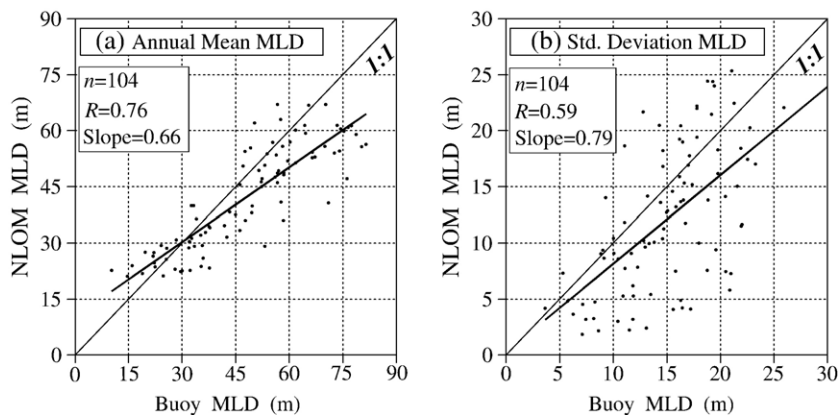 (a) Annual Mean MLD
n=104
R=0.76
Slope=0.66
1:1
NLOM MLD (m)
90
75
60
45
30
15
0
0 15 30 45 60 75 90
Buoy MLD (m)
(b) Std. Deviation MLD
n=104
R=0.59
Slope=0.79
1:1
NLOM MLD (m)
30
25
20
15
10
5
0
0 5 10 15 20 25 30
Buoy MLD (m)